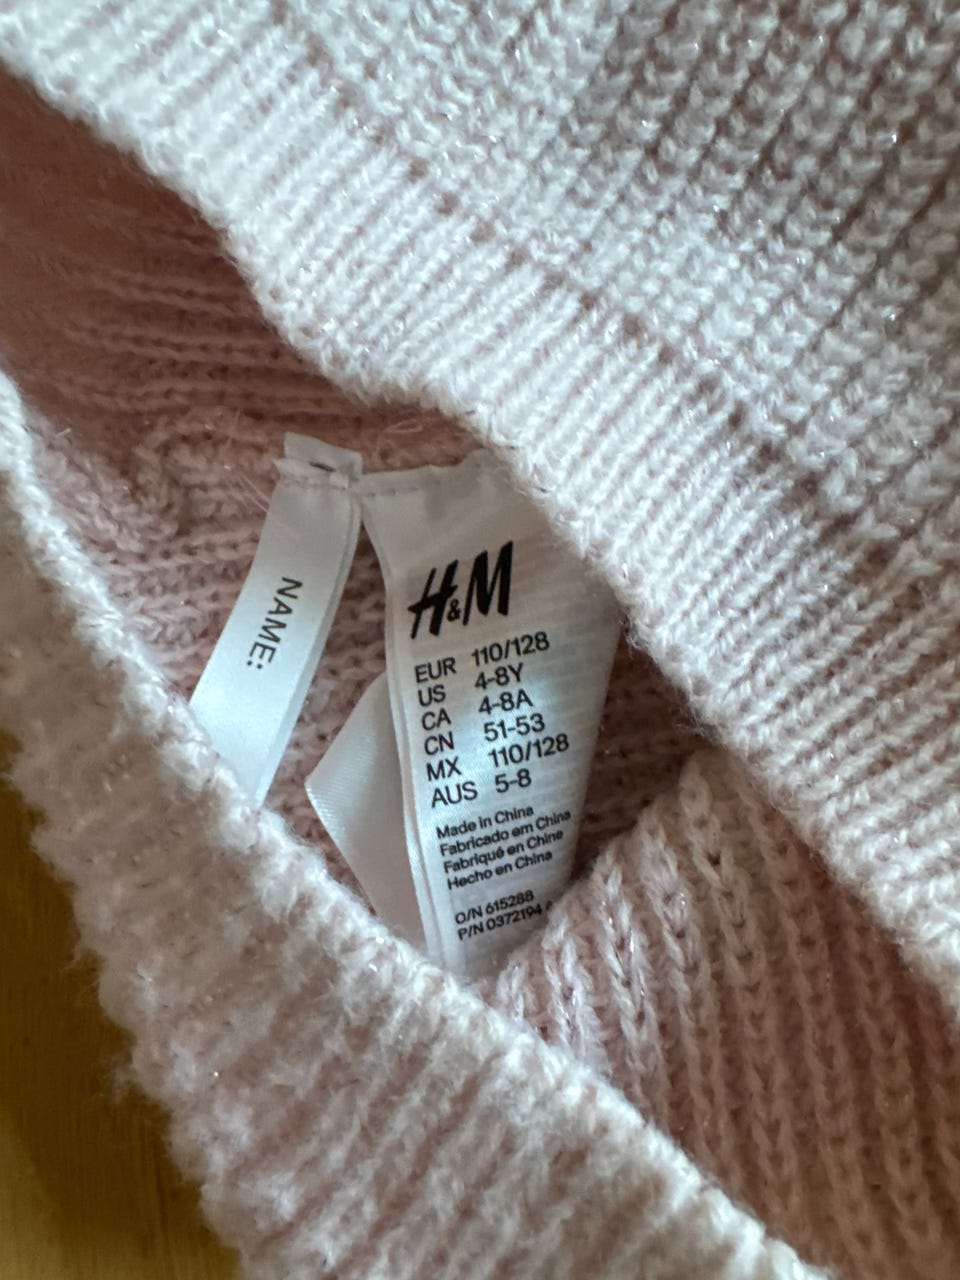 NAME:
H&M
EUR 110/128
US 4-8Y
CA 4-8A
CN 51-53
MX 110/128
AUS 5-8
Made in China
Fabricado em China
Fabriqué en Chine
Hecho en China
O/N 615288
P/N 0372194